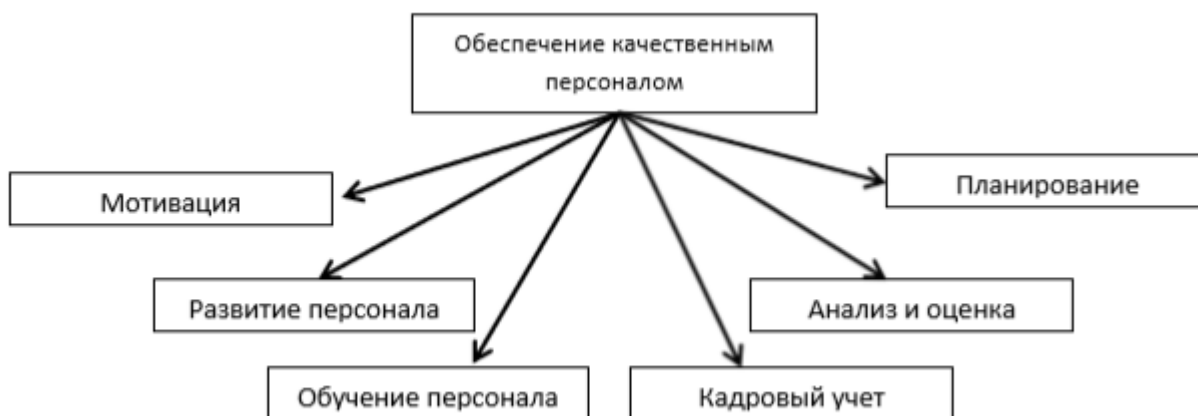 Обеспечение качественным
персоналом
Мотивация
Планирование
Развитие персонала
Анализ и оценка
Обучение персонала
Кадровый учет